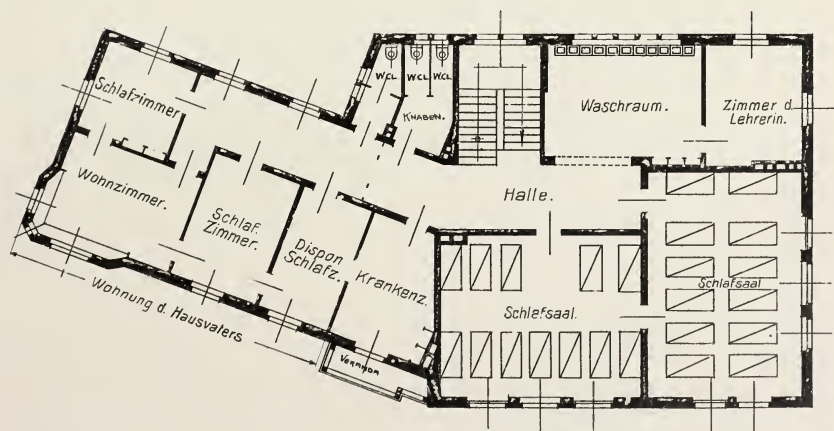 WCL
WCL
WCL
KNABEN.
Schlafzimmer
Waschraum.
Zimmer d.
Lehrerin.
Wohnzimmer.
Schlaf.
Zimmer.
Halle.
Dispon
Schlafz.
Krankenz.
Schlafsaal.
Schlafsaal
Wohnung d. Hausvaters
VERANDA